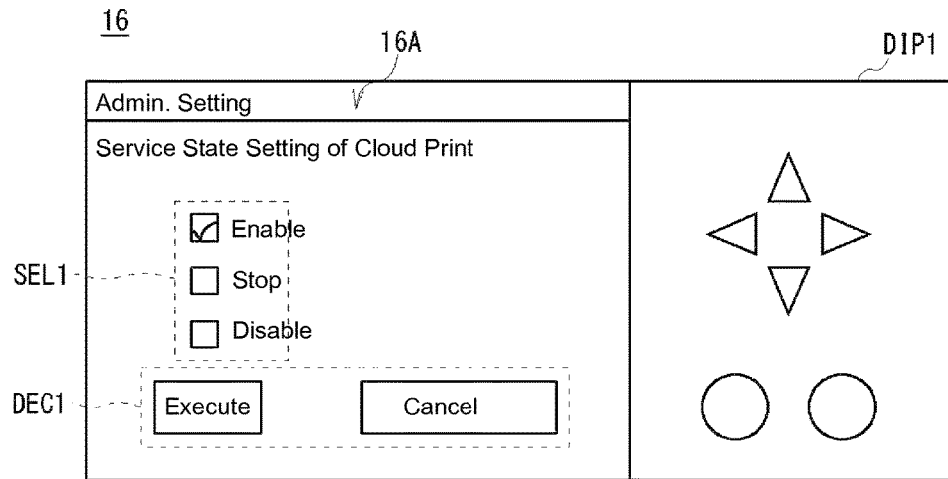 16
16A
DIP1
Admin. Setting
Service State Setting of Cloud Print
Enable
SEL1
Stop
Disable
DEC1
Execute
Cancel